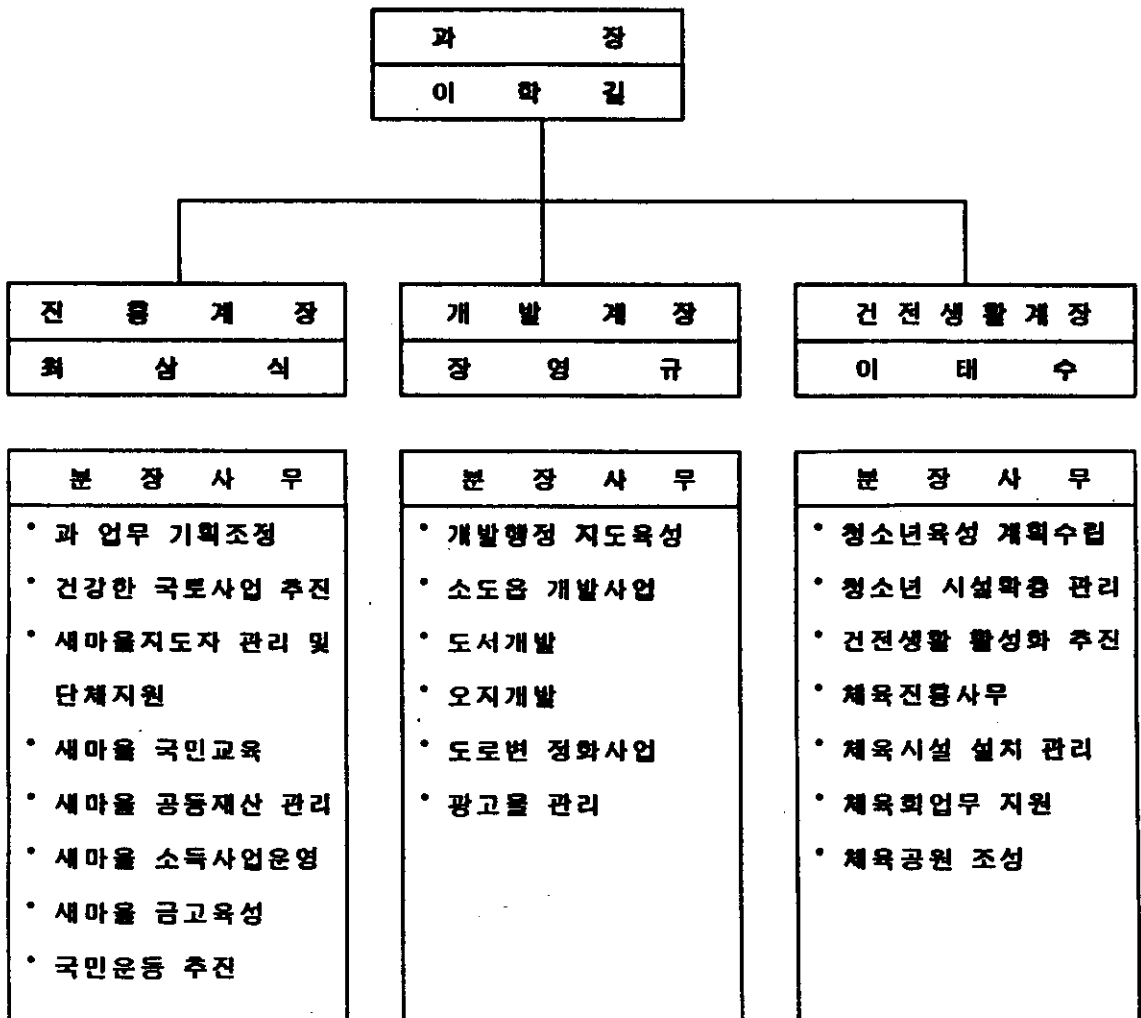 과 장
이 학 길
진 흥 계 장
최 삼 식
개 발 계 장
장 영 규
건 전 생 활 계 장
이 태 수
분 장 사 무
• 과 업무 기획조정
• 건강한 국토사업 추진
• 새마을지도자 관리 및
단체지원
• 새마을 국민교육
• 새마을 공동재산 관리
• 새마을 소득사업운영
• 새마을 금고육성
• 국민운동 추진
분 장 사 무
• 개발행정 지도육성
• 소도읍 개발사업
• 도서개발
• 오지개발
• 도로변 정화사업
• 광고물 관리
분 장 사 무
• 청소년육성 계획수립
• 청소년 시설확충 관리
• 건전생활 활성화 추진
• 체육진흥사무
• 체육시설 설치 관리
• 체육회업무 지원
• 체육공원 조성